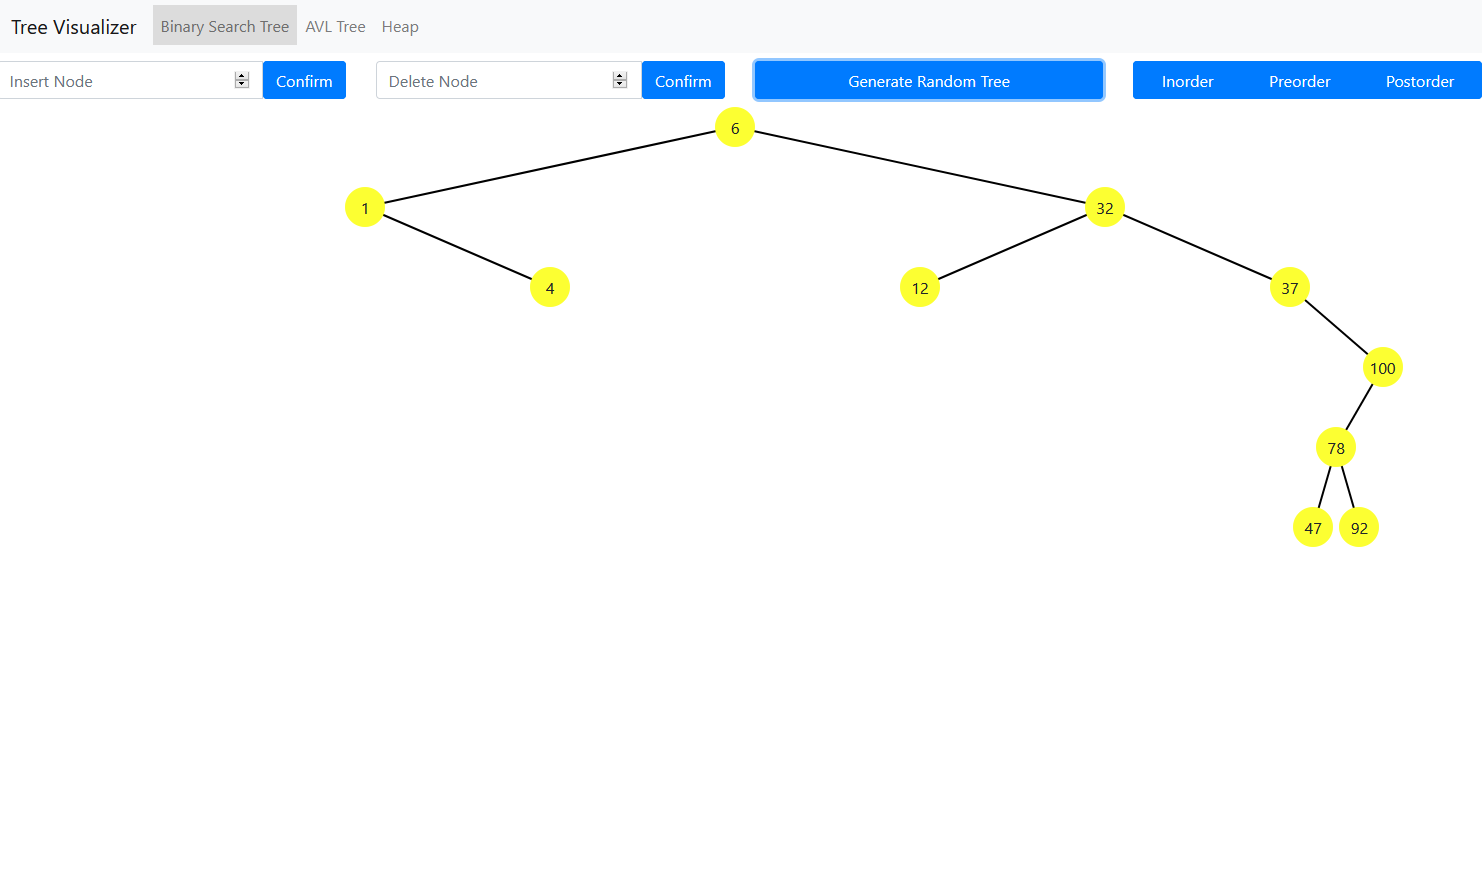 Tree Visualizer Binary Search Tree AVL Tree Heap
Insert Node Confirm Delete Node Confirm Generate Random Tree Inorder Preorder Postorder
6
1 32
4 12 37
100
78
47 92